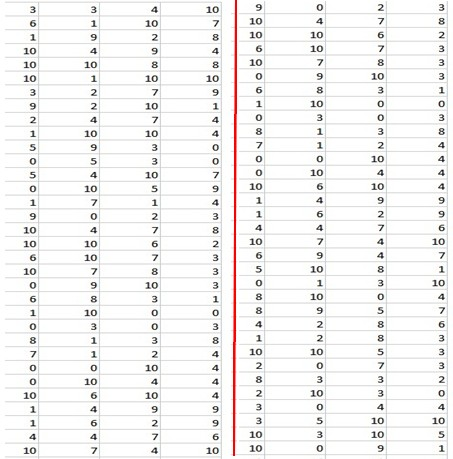 3 3 4 10
6 1 10 7
1 9 2 8
10 4 9 4
10 10 8 8
10 1 10 10
3 2 7 9
9 2 10 1
2 4 7 4
1 10 10 4
5 9 3 0
0 5 3 0
5 4 10 7
0 10 5 9
1 7 1 4
9 0 2 3
10 4 7 8
10 10 6 2
6 10 7 3
10 7 8 3
0 9 10 3
6 8 3 1
1 10 0 0
0 3 0 3
8 1 3 8
7 1 2 4
0 0 10 4
0 10 4 4
10 6 10 4
1 4 9 9
1 6 2 9
4 4 7 6
10 7 4 10
9 0 2 3
10 4 7 8
10 10 6 2
6 10 7 3
10 7 8 3
0 9 10 3
6 8 3 1
1 10 0 0
0 3 0 3
8 1 3 8
7 1 2 4
0 0 10 4
0 10 4 4
10 6 10 4
1 4 9 9
1 6 2 9
4 4 7 6
10 7 4 10
6 9 4 7
5 10 8 1
0 1 3 10
8 10 0 4
8 9 5 7
4 2 8 6
1 2 8 3
10 10 5 3
2 0 7 3
8 3 3 2
2 10 3 0
3 0 4 4
3 5 10 10
10 3 10 5
10 0 9 1